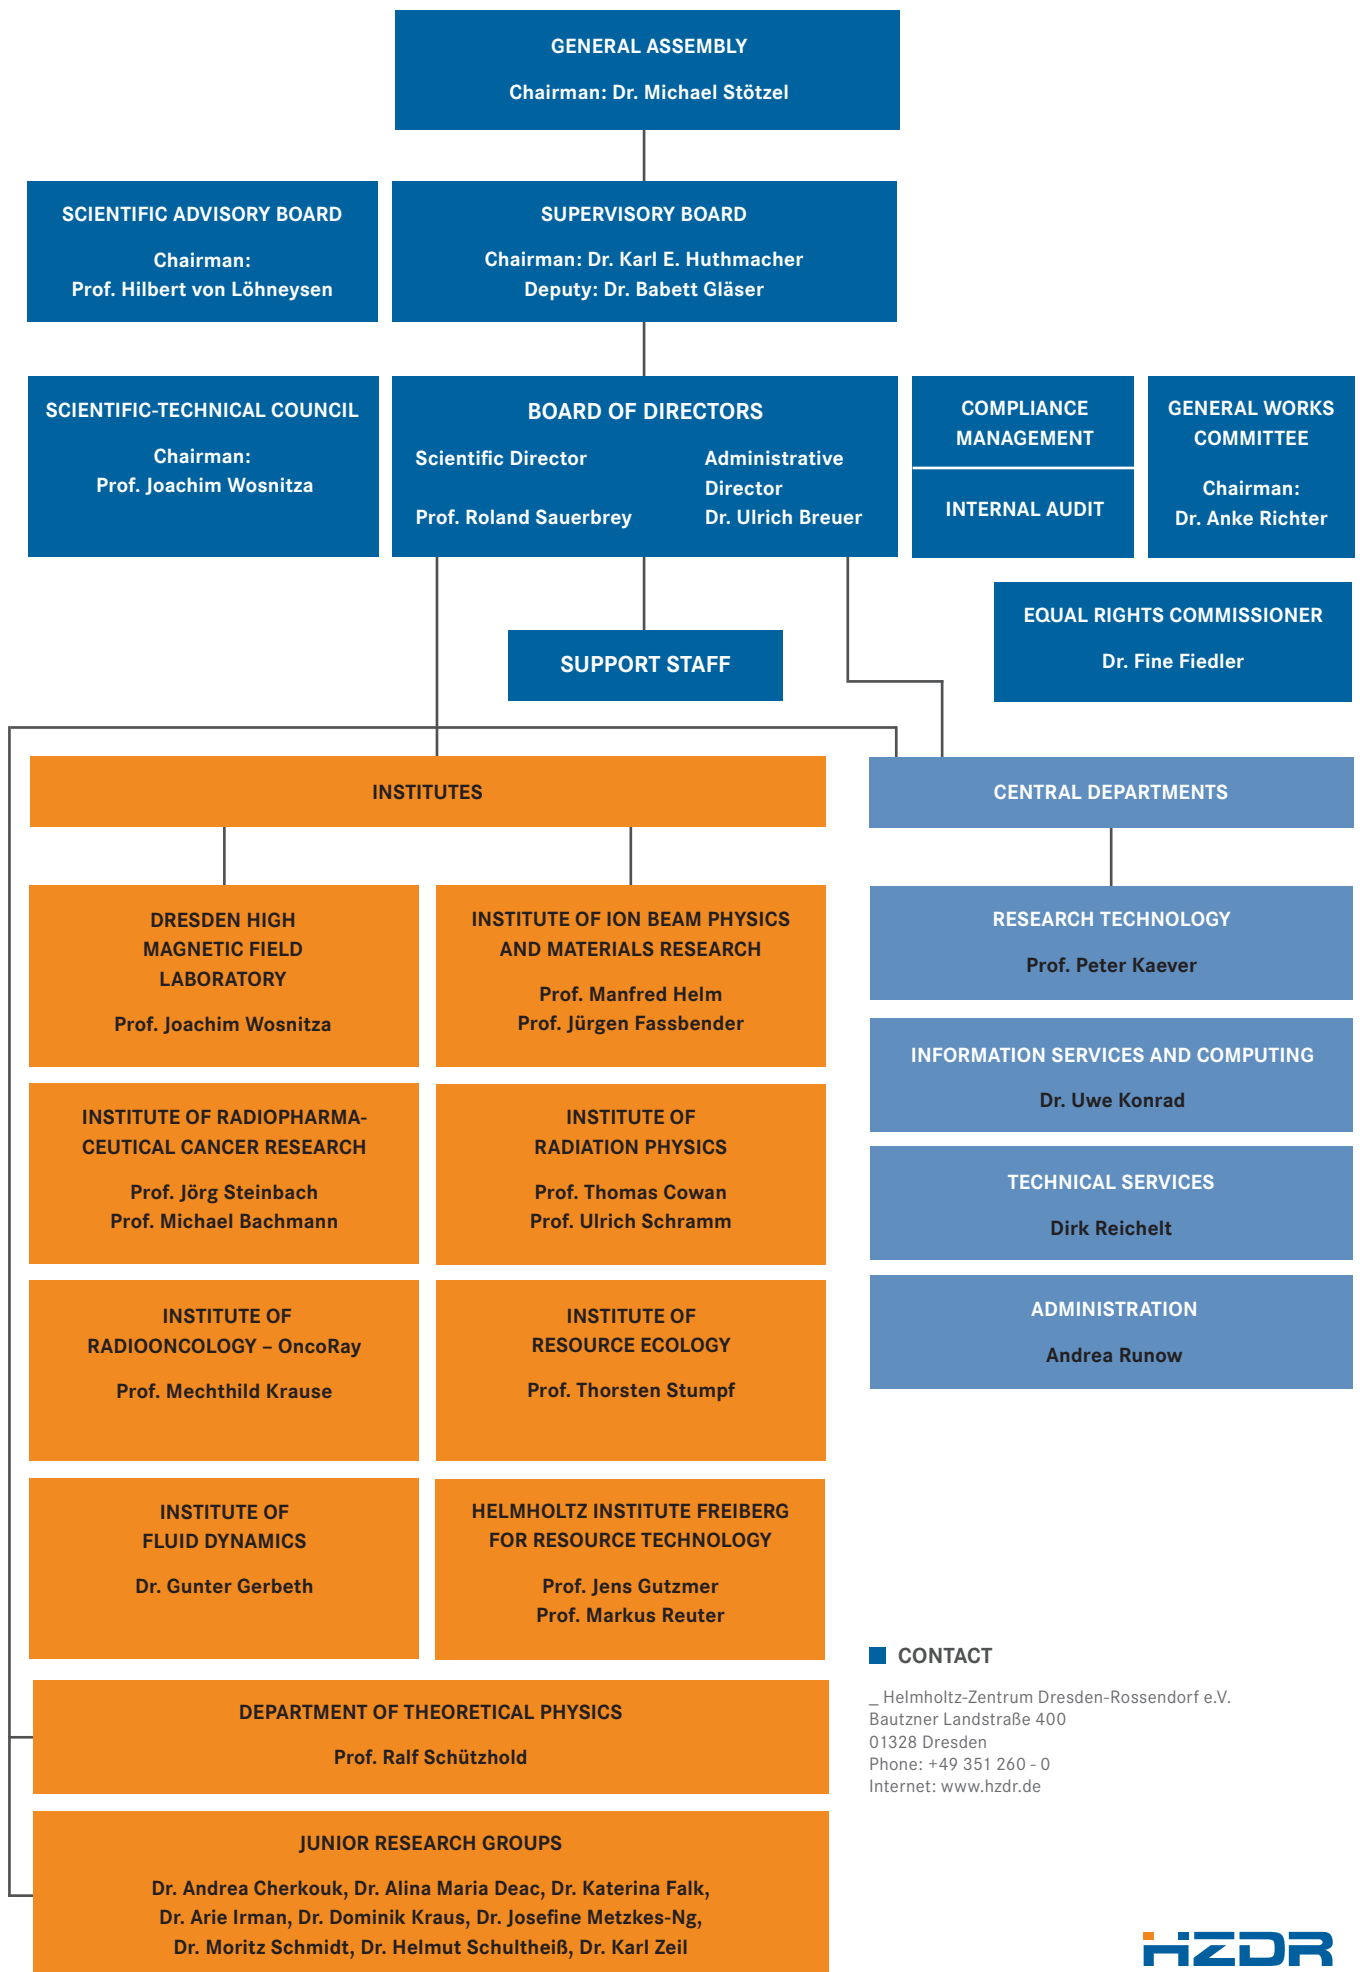 GENERAL ASSEMBLY
Chairman: Dr. Michael Stötzel
SCIENTIFIC ADVISORY BOARD
Chairman:
Prof. Hilbert von Löhneysen
SUPERVISORY BOARD
Chairman: Dr. Karl E. Huthmacher
Deputy: Dr. Babett Gläser
SCIENTIFIC-TECHNICAL COUNCIL
Chairman:
Prof. Joachim Wosnitza
BOARD OF DIRECTORS
Scientific Director
Prof. Roland Sauerbrey
Administrative
Director
Dr. Ulrich Breuer
COMPLIANCE
MANAGEMENT
INTERNAL AUDIT
GENERAL WORKS
COMMITTEE
Chairman:
Dr. Anke Richter
EQUAL RIGHTS COMMISSIONER
Dr. Fine Fiedler
SUPPORT STAFF
INSTITUTES
CENTRAL DEPARTMENTS
DRESDEN HIGH
MAGNETIC FIELD
LABORATORY
Prof. Joachim Wosnitza
INSTITUTE OF ION BEAM PHYSICS
AND MATERIALS RESEARCH
Prof. Manfred Helm
Prof. Jürgen Fassbender
RESEARCH TECHNOLOGY
Prof. Peter Kaever
INFORMATION SERVICES AND COMPUTING
Dr. Uwe Konrad
INSTITUTE OF RADIOPHARMA-
CEUTICAL CANCER RESEARCH
Prof. Jörg Steinbach
Prof. Michael Bachmann
INSTITUTE OF
RADIATION PHYSICS
Prof. Thomas Cowan
Prof. Ulrich Schramm
TECHNICAL SERVICES
Dirk Reichelt
INSTITUTE OF
RADIOONCOLOGY – OncoRay
Prof. Mechthild Krause
INSTITUTE OF
RESOURCE ECOLOGY
Prof. Thorsten Stumpf
ADMINISTRATION
Andrea Runow
INSTITUTE OF
FLUID DYNAMICS
Dr. Gunter Gerbeth
HELMHOLTZ INSTITUTE FREIBERG
FOR RESOURCE TECHNOLOGY
Prof. Jens Gutzmer
Prof. Markus Reuter
DEPARTMENT OF THEORETICAL PHYSICS
Prof. Ralf Schützhold
JUNIOR RESEARCH GROUPS
Dr. Andrea Cherkouk, Dr. Alina Maria Deac, Dr. Katerina Falk,
Dr. Arie Irman, Dr. Dominik Kraus, Dr. Josefine Metzkes-Ng,
Dr. Moritz Schmidt, Dr. Helmut Schultheiß, Dr. Karl Zeil
CONTACT
_ Helmholtz-Zentrum Dresden-Rossendorf e.V.
Bautzner Landstraße 400
01328 Dresden
Phone: +49 351 260 - 0
Internet: www.hzdr.de
HZDR